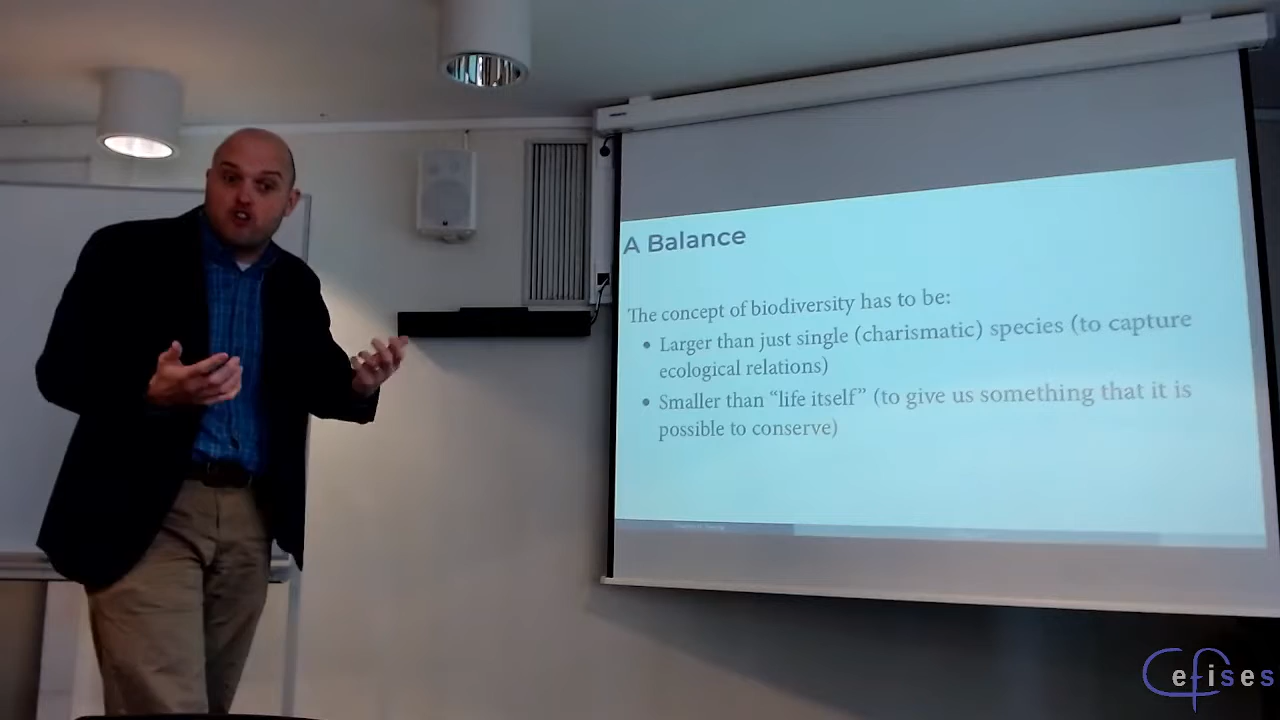 A Balance
The concept of biodiversity has to be:
• Larger than just single (charismatic) species (to capture
ecological relations)
• Smaller than “life itself” (to give us something that it is
possible to conserve)
efises